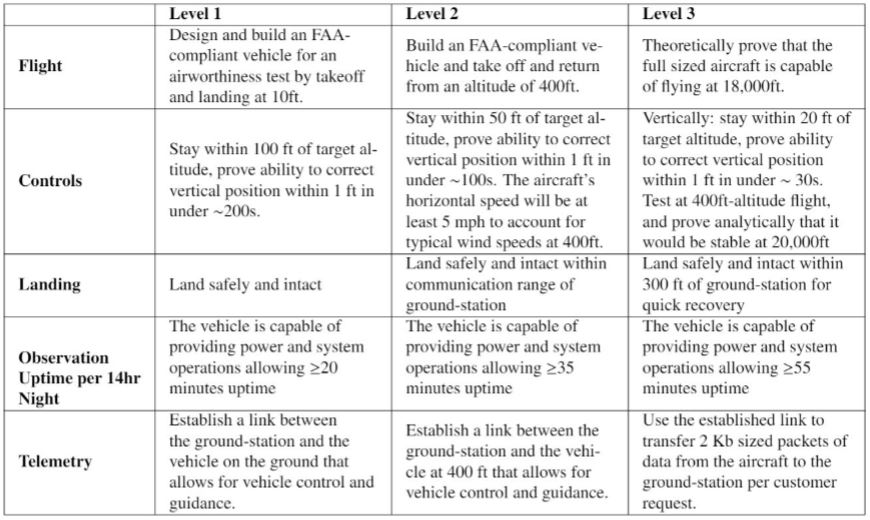 Level 1
Level 2
Level 3
Flight
Design and build an FAA-
compliant vehicle for an
airworthiness test by takeoff
and landing at 10ft.
Build an FAA-compliant ve-
hicle and take off and return
from an altitude of 400ft.
Theoretically prove that the
full sized aircraft is capable
of flying at 18,000ft.
Controls
Stay within 100 ft of target al-
titude, prove ability to correct
vertical position within 1 ft in
under ~200s.
Stay within 50 ft of target al-
titude, prove ability to correct
vertical position within 1 ft in
under ~100s. The aircraft's
horizontal speed will be at
least 5 mph to account for
typical wind speeds at 400ft.
Vertically: stay within 20 ft of
target altitude, prove ability
to correct vertical position
within 1 ft in under ~ 30s.
Test at 400ft-altitude flight,
and prove analytically that it
would be stable at 20,000ft
Landing
Land safely and intact
Land safely and intact within
communication range of
ground-station
Land safely and intact within
300 ft of ground-station for
quick recovery
Observation
Uptime per 14hr
Night
The vehicle is capable of
providing power and system
operations allowing ≥20
minutes uptime
The vehicle is capable of
providing power and system
operations allowing ≥35
minutes uptime
The vehicle is capable of
providing power and system
operations allowing ≥55
minutes uptime
Telemetry
Establish a link between
the ground-station and the
vehicle on the ground that
allows for vehicle control and
guidance.
Establish a link between the
ground-station and the vehi-
cle at 400 ft that allows for
vehicle control and guidance.
Use the established link to
transfer 2 Kb sized packets of
data from the aircraft to the
ground-station per customer
request.